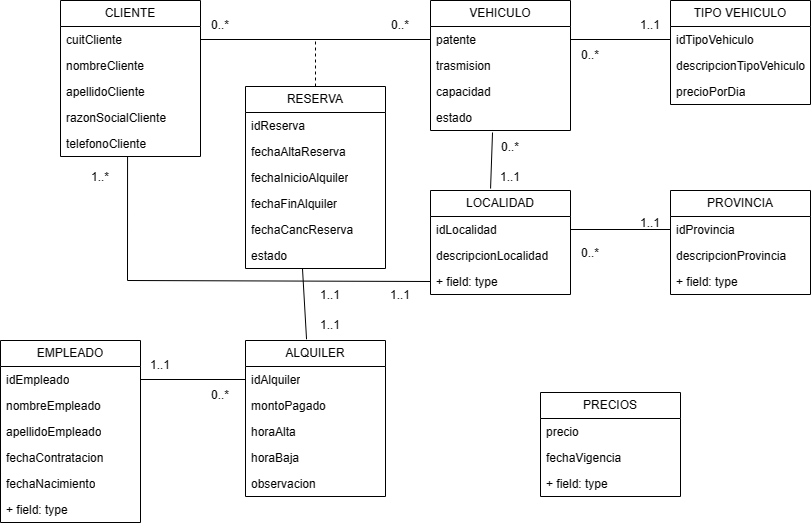 CLIENTE
cuitCliente
nombreCliente
apellidoCliente
razonSocialCliente
telefonoCliente
0..*
0..*
VEHICULO
patente
trasmision
capacidad
estado
1..1
0..*
TIPO VEHICULO
idTipoVehiculo
descripcionTipoVehiculo
precioPorDia
RESERVA
idReserva
fechaAltaReserva
fechaInicioAlquiler
fechaFinAlquiler
fechaCancReserva
estado
0..*
1..1
1..*
LOCALIDAD
idLocalidad
descripcionLocalidad
+ field: type
1..1
0..*
PROVINCIA
idProvincia
descripcionProvincia
+ field: type
1..1
1..1
1..1
EMPLEADO
idEmpleado
nombreEmpleado
apellidoEmpleado
fechaContratacion
fechaNacimiento
+ field: type
1..1
0..*
ALQUILER
idAlquiler
montoPagado
horaAlta
horaBaja
observacion
PRECIOS
precio
fechaVigencia
+ field: type